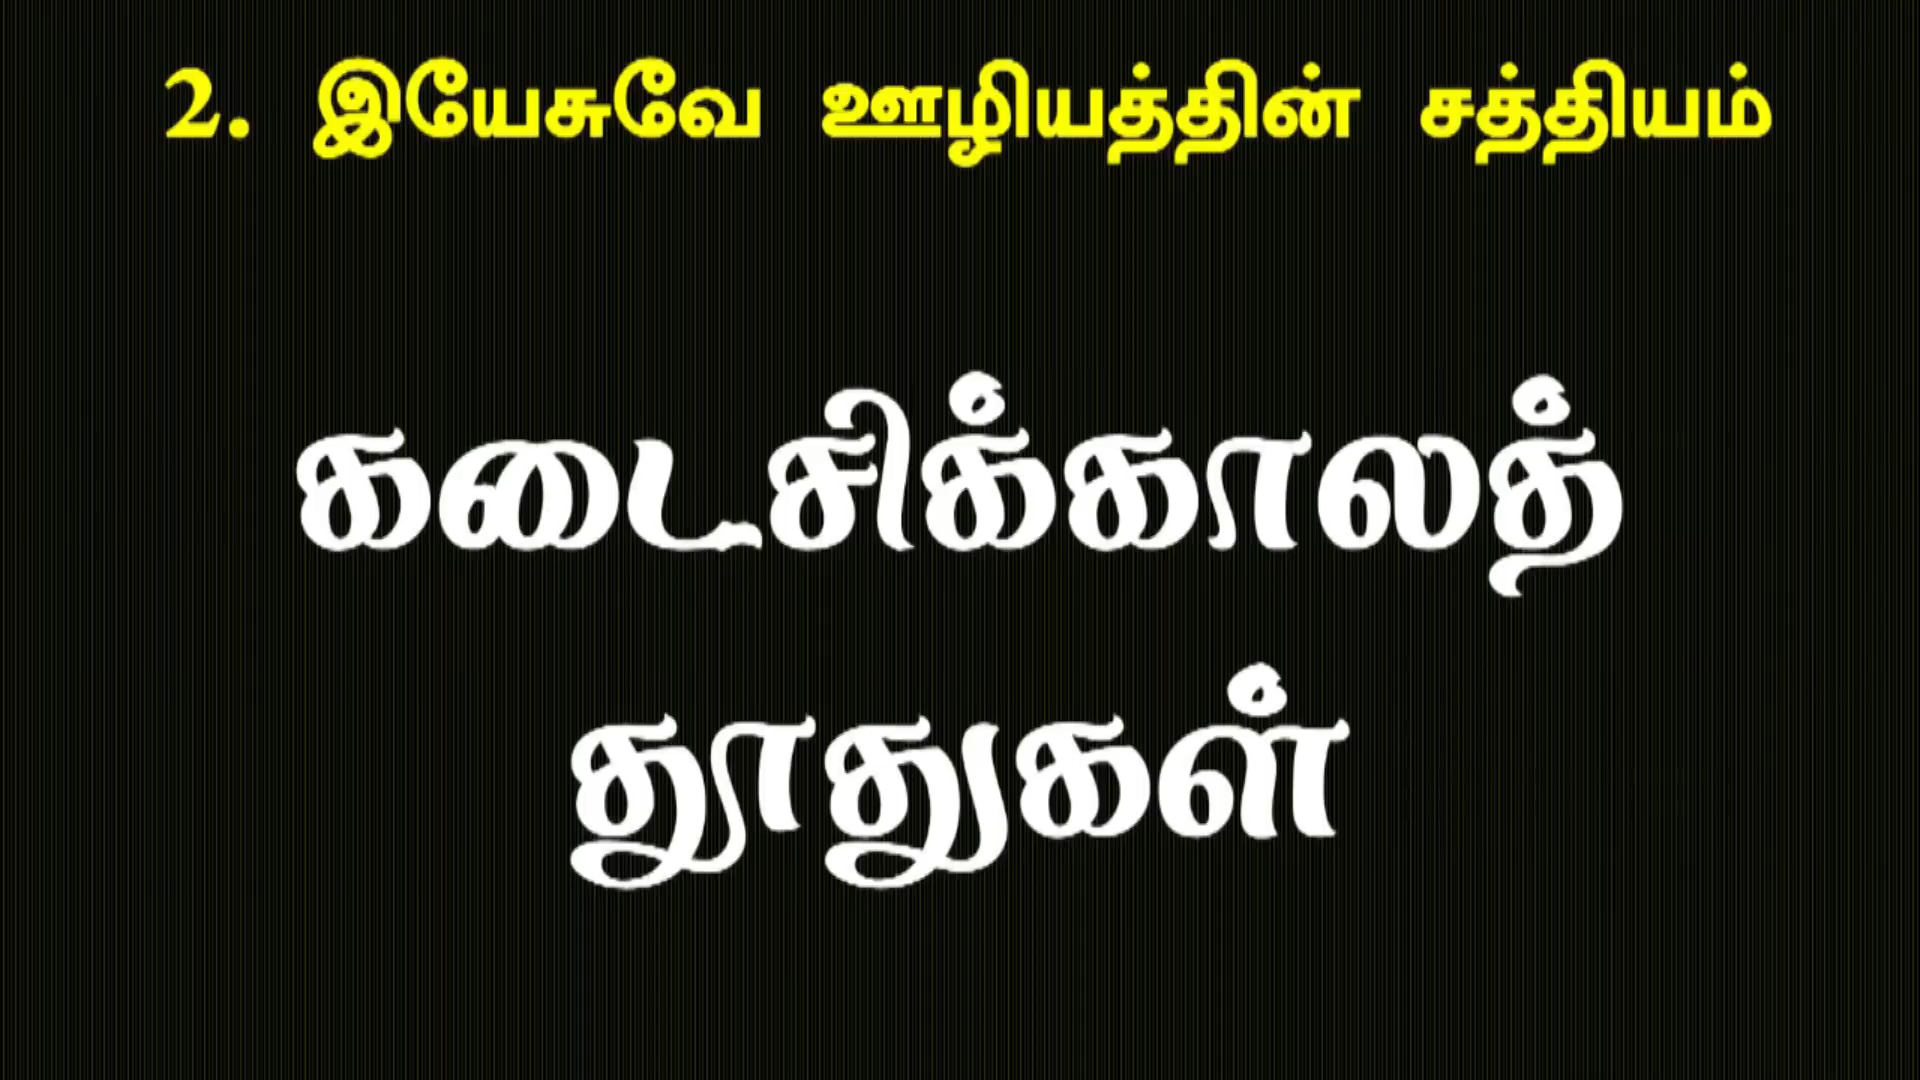 2. இயேசுவே ஊழியத்தின் சத்தியம்
கடைசிக்காலத்
தூதுகள்